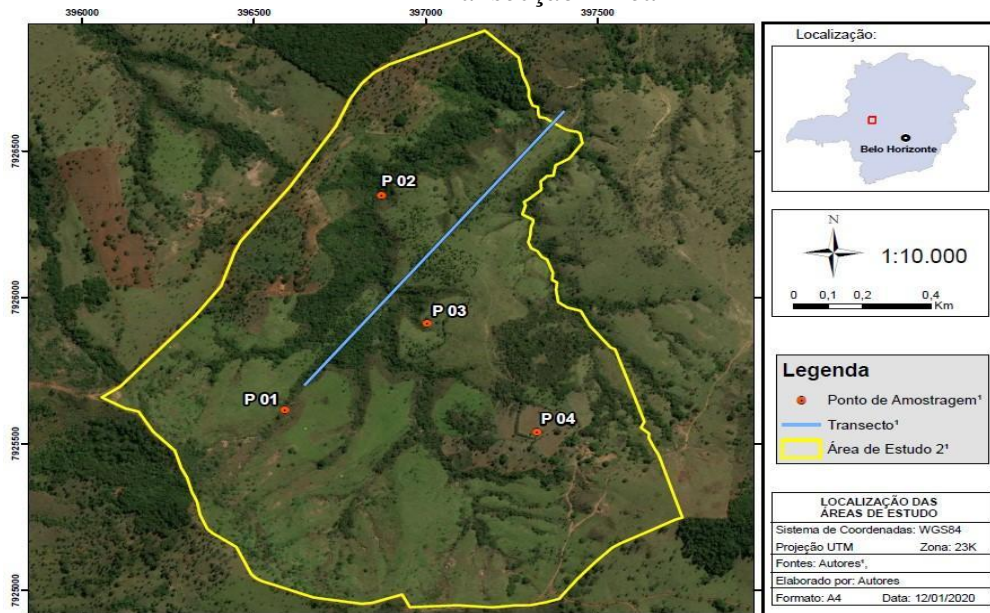 396000 396500 397000 397500
7926500
7926000
7925500
7925000
P 02
P 03
P 01
P 04
Localização:
Belo Horizonte
N
1:10.000
0 0,1 0,2 0,4
Km
Legenda
Ponto de Amostragem¹
Transecto¹
Área de Estudo 2¹
LOCALIZAÇÃO DAS
ÁREAS DE ESTUDO
Sistema de Coordenadas: WGS84
Projeção UTM Zona: 23K
Fontes: Autores¹,
Elaborado por: Autores
Formato: A4 Data: 12/01/2020